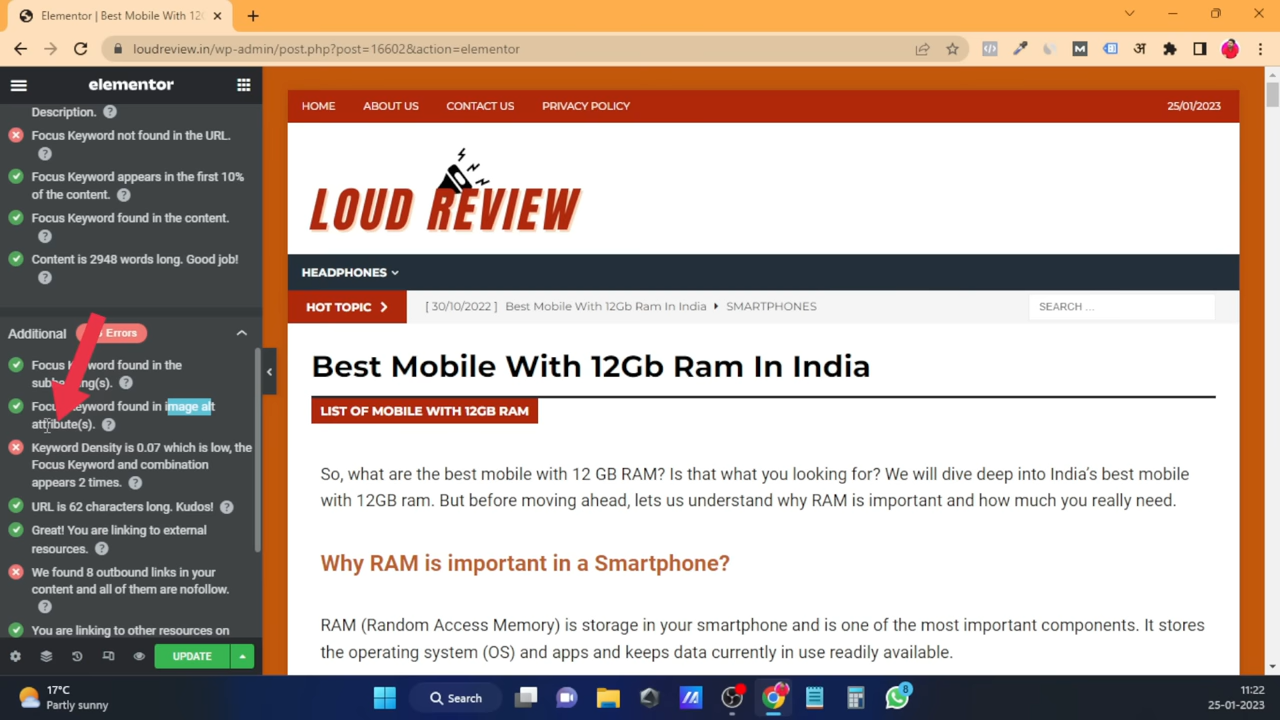 Elementor | Best Mobile With 12G
loudreview.in/wp-admin/post.php?post=16602&action=elementor
elementor
Description.
Focus Keyword not found in the URL.
Focus Keyword appears in the first 10%
of the content.
Focus Keyword found in the content.
Content is 2948 words long. Good job!
Additional
Errors
Focus Keyword found in the
Focus Keyword found in image alt
attribute(s).
Keyword Density is 0.07 which is low, the
Focus Keyword and combination
appears 2 times.
URL is 62 characters long. Kudos!
Great! You are linking to external
resources.
We found 8 outbound links in your
content and all of them are nofollow.
You are linking to other resources on
UPDATE
HOME ABOUT US CONTACT US PRIVACY POLICY 25/01/2023
LOUD REVIEW
HEADPHONES
HOT TOPIC [ 30/10/2022 ] Best Mobile With 12Gb Ram In India SMARTPHONES SEARCH ...
Best Mobile With 12Gb Ram In India
LIST OF MOBILE WITH 12GB RAM
So, what are the best mobile with 12 GB RAM? Is that what you looking for? We will dive deep into India's best mobile
with 12GB ram. But before moving ahead, lets us understand why RAM is important and how much you really need.
Why RAM is important in a Smartphone?
RAM (Random Access Memory) is storage in your smartphone and is one of the most important components. It stores
the operating system (OS) and apps and keeps data currently in use readily available.
17°C
Partly sunny
Search
8
11:22
25-01-2023